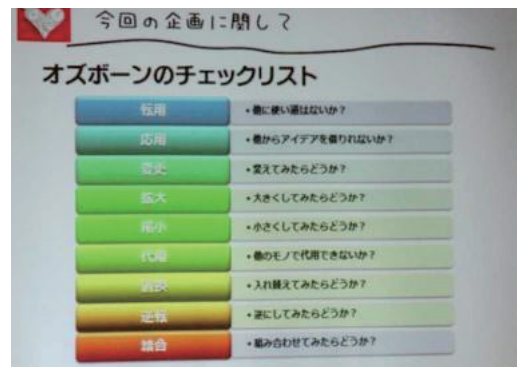 今回の企画に関して
オズボーンのチェックリスト
転用 ・他に使い道はないか?
応用 ・他からアイデアを借りれないか?
変更 ・変えてみたらどうか?
拡大 ・大きくしてみたらどうか?
縮小 ・小さくしてみたらどうか?
代用 ・他のモノで代用できないか?
置換 ・入れ替えてみたらどうか?
逆転 ・逆にしてみたらどうか?
結合 ・組み合わせてみたらどうか?